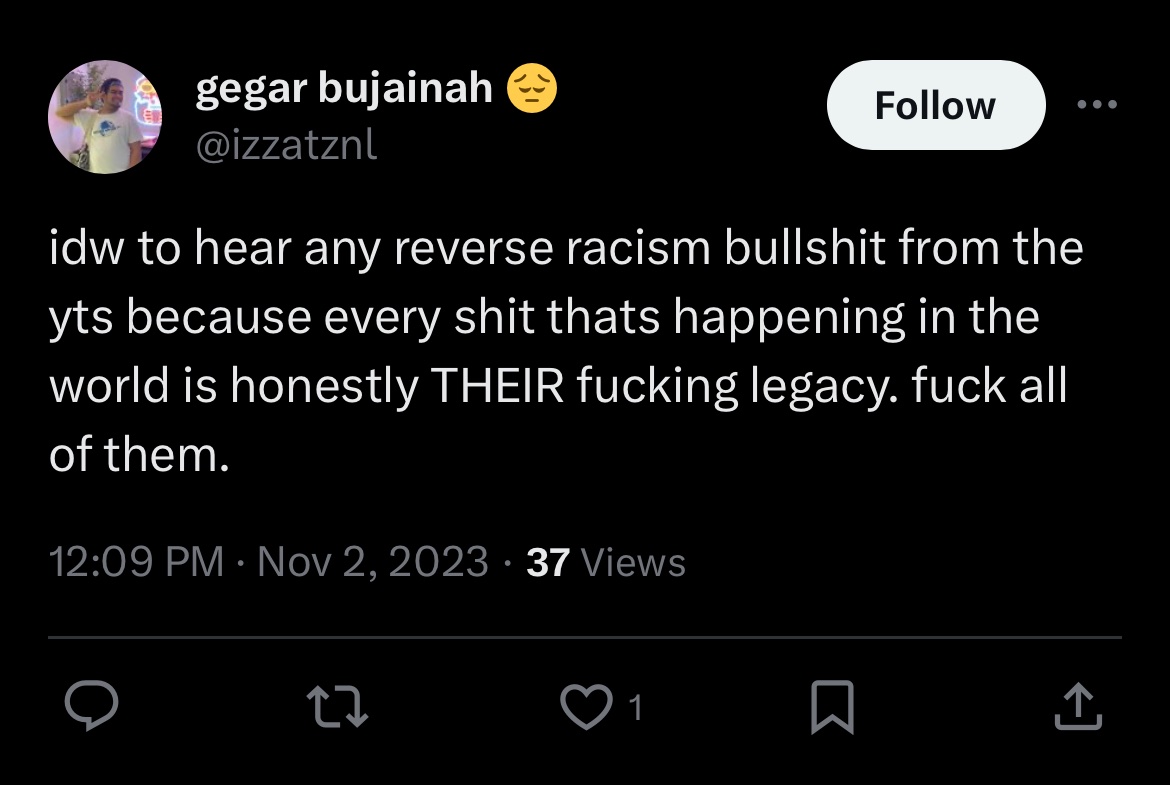 gegar bujainah 😔
@izzatznl
Follow
idw to hear any reverse racism bullshit from the
yts because every shit thats happening in the
world is honestly THEIR fucking legacy. fuck all
of them.
12:09 PM · Nov 2, 2023 · 37 Views
1